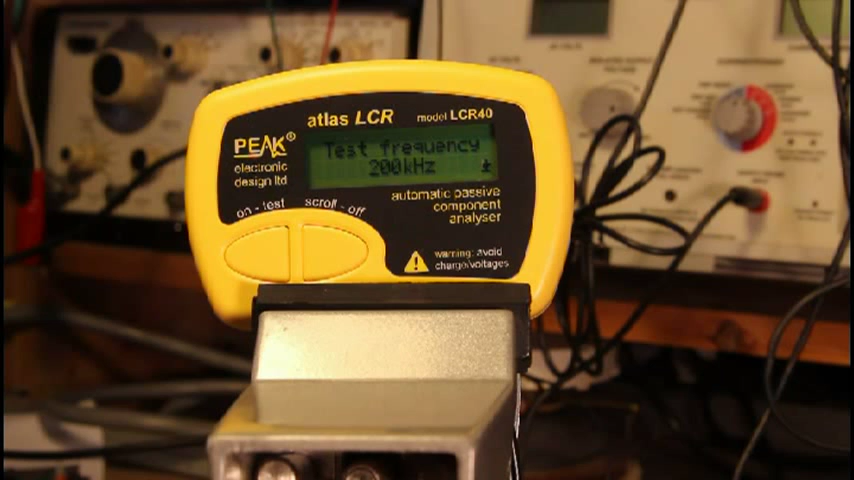 atlas LCR model LCR40
PEAK®
electronic
design ltd
Test frequency
200kHz
automatic passive
component
analyser
on - test scroll - off
warning: avoid
charge/voltages